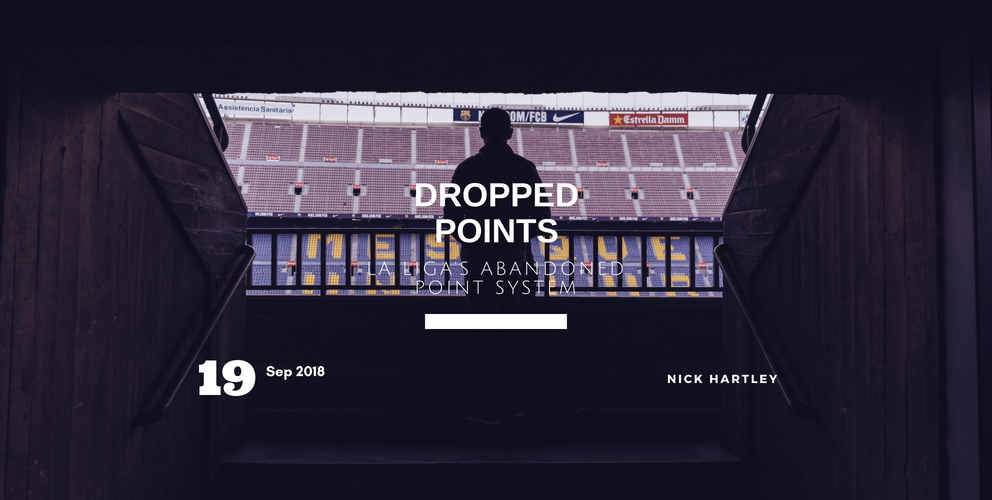 Assistència Sanitària
OM/FCB
Estrella Damm
DROPPED
POINTS
LA LIGA'S ABANDONED
POINT SYSTEM
19 Sep 2018
NICK HARTLEY